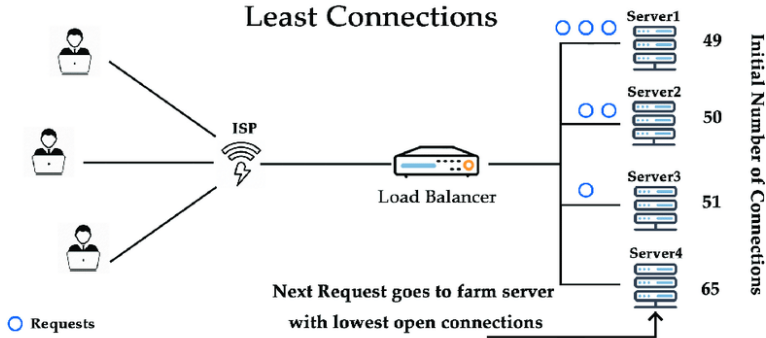 Least Connections
Server1
49
Server2
50
ISP
Load Balancer
Server3
51
Server4
65
Initial Number of Connections
Next Request goes to farm server
with lowest open connections
Requests